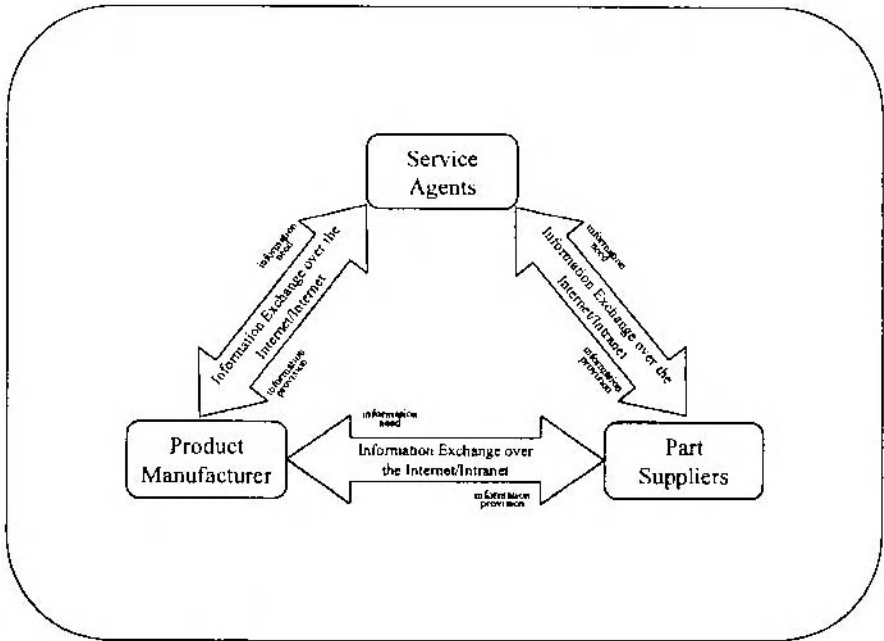 Service
Agents
information
need
Information Exchange over the
Internet/Internet
information
provision
information
need
Information Exchange over the
Internet/Intranet
information
provision
Product
Manufacturer
information
need
Information Exchange over
the Internet/Intranet
information
provision
Part
Suppliers